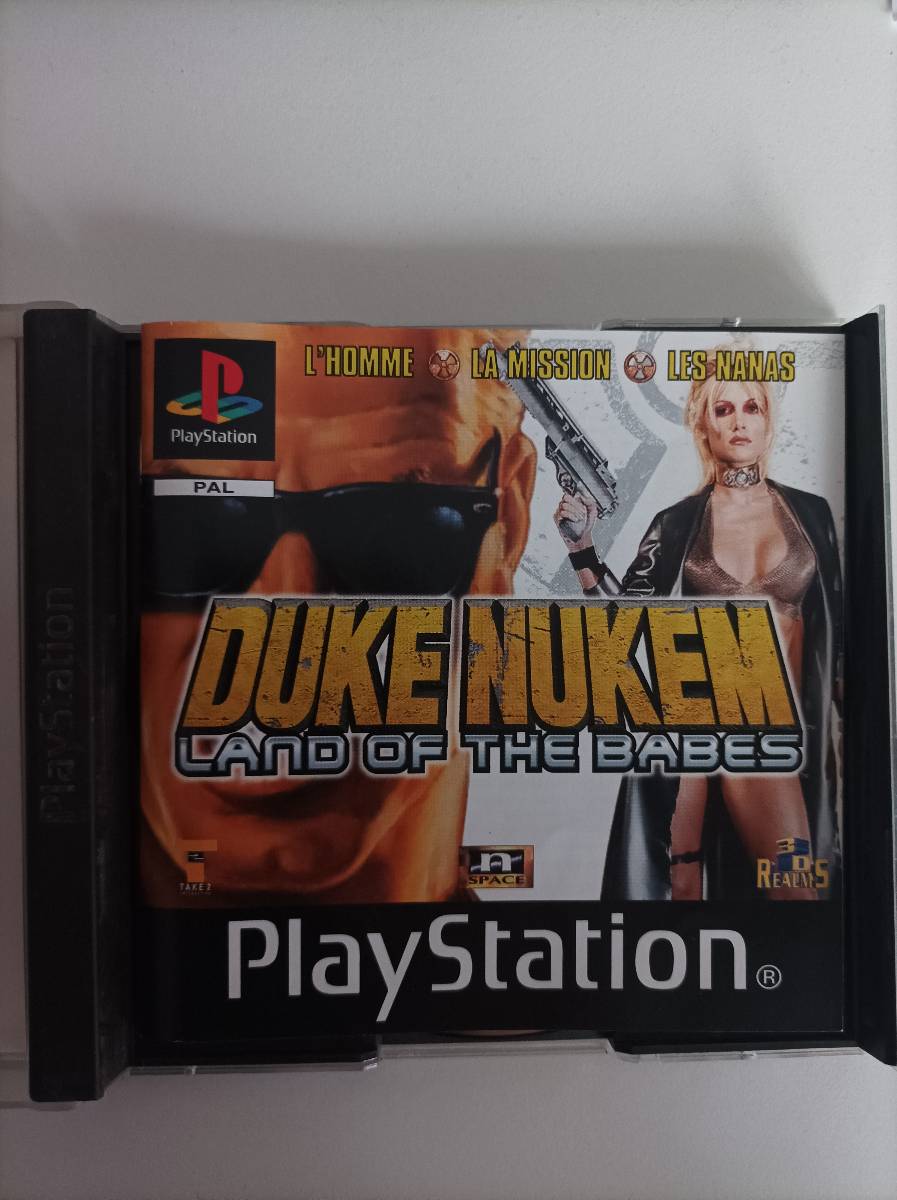 L'HOMME LA MISSION LES NANAS
PlayStation
PAL
PlayStation
DUKE NUKEM
LAND OF THE BABES
T2
TAKE 2
n
SPACE
3D
REALMS
PlayStation®